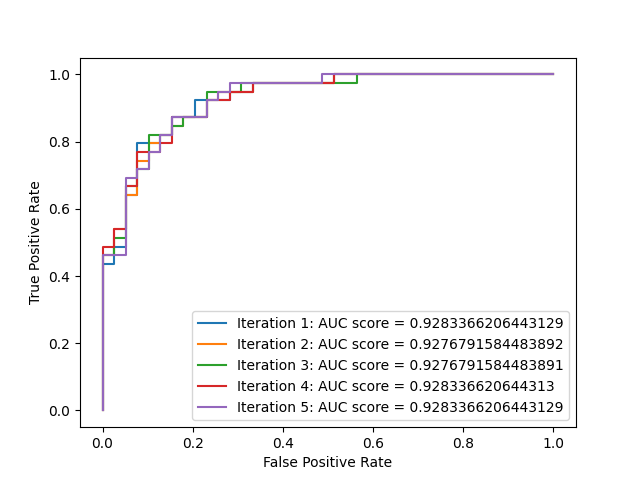 1.0
0.8
0.6
0.4
0.2
0.0
True Positive Rate
Iteration 1: AUC score = 0.9283366206443129
Iteration 2: AUC score = 0.9276791584483892
Iteration 3: AUC score = 0.9276791584483891
Iteration 4: AUC score = 0.928336620644313
Iteration 5: AUC score = 0.9283366206443129
0.0 0.2 0.4 0.6 0.8 1.0
False Positive Rate